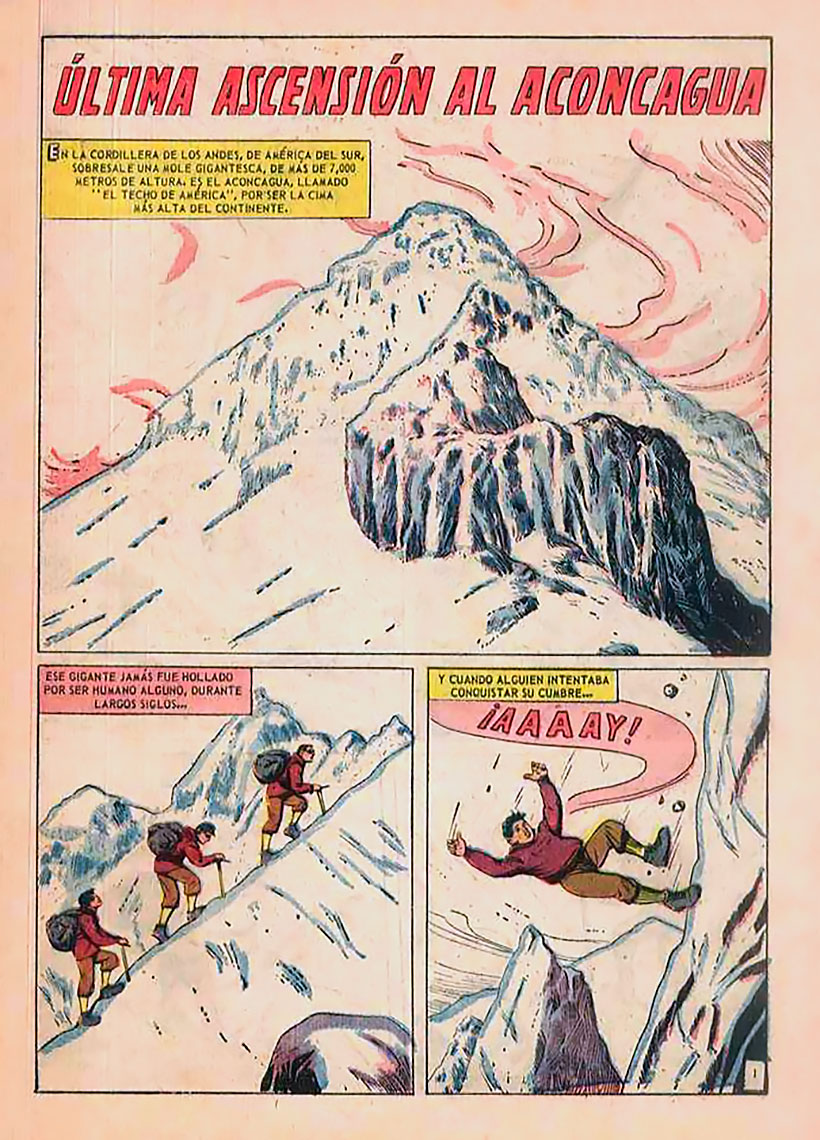 ÚLTIMA ASCENSIÓN AL ACONCAGUA
EN LA CORDILLERA DE LOS ANDES, DE AMÉRICA DEL SUR,
SOBRESALE UNA MOLE GIGANTESCA, DE MÁS DE 7,000
METROS DE ALTURA. ES EL ACONCAGUA, LLAMADO
"EL TECHO DE AMÉRICA", POR SER LA CIMA
MÁS ALTA DEL CONTINENTE.
ESE GIGANTE JAMÁS FUE HOLLADO
POR SER HUMANO ALGUNO, DURANTE
LARGOS SIGLOS...
Y CUANDO ALGUIEN INTENTABA
CONQUISTAR SU CUMBRE...
¡AAAAY!
1